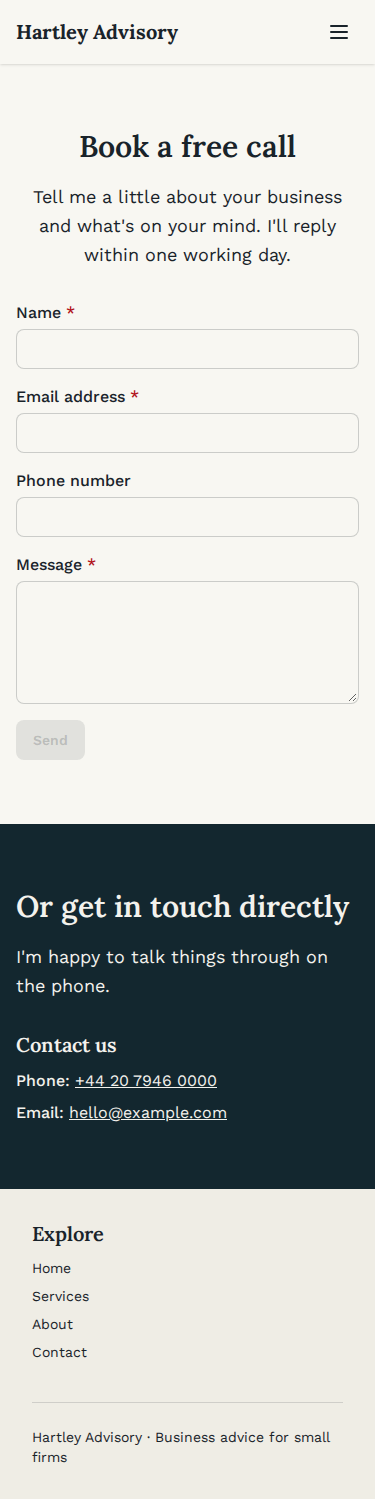 Hartley Advisory
Book a free call
Tell me a little about your business
and what's on your mind. I'll reply
within one working day.
Name *
Email address *
Phone number
Message *
Send
Or get in touch directly
I'm happy to talk things through on
the phone.
Contact us
Phone: +44 20 7946 0000
Email: hello@example.com
Explore
Home
Services
About
Contact
Hartley Advisory · Business advice for small
firms